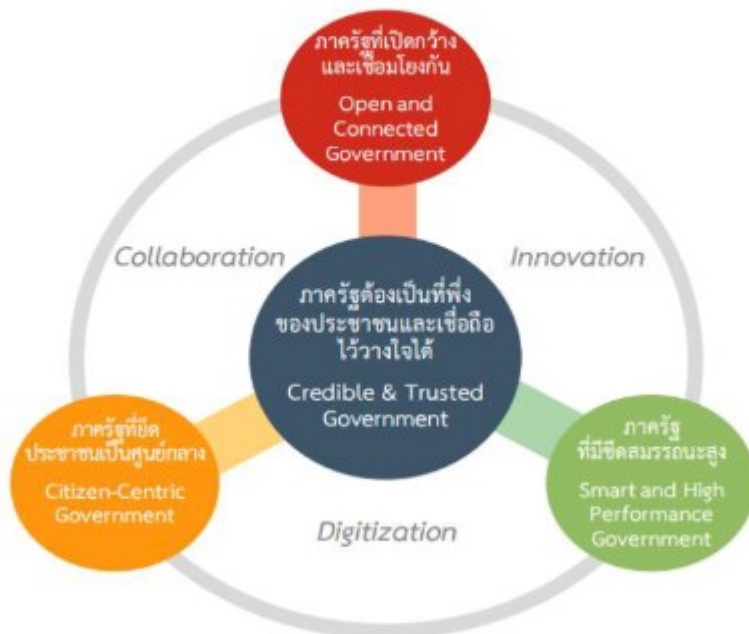 ภาครัฐที่เปิดกว้าง
และเชื่อมโยงกัน
Open and
Connected
Government
Collaboration
Innovation
ภาครัฐต้องเป็นที่พึ่ง
ของประชาชนและเชื่อถือ
ไว้วางใจได้
Credible & Trusted
Government
ภาครัฐที่ยึด
ประชาชนเป็นศูนย์กลาง
Citizen-Centric
Government
ภาครัฐ
ที่มีขีดสมรรถนะสูง
Smart and High
Performance
Government
Digitization